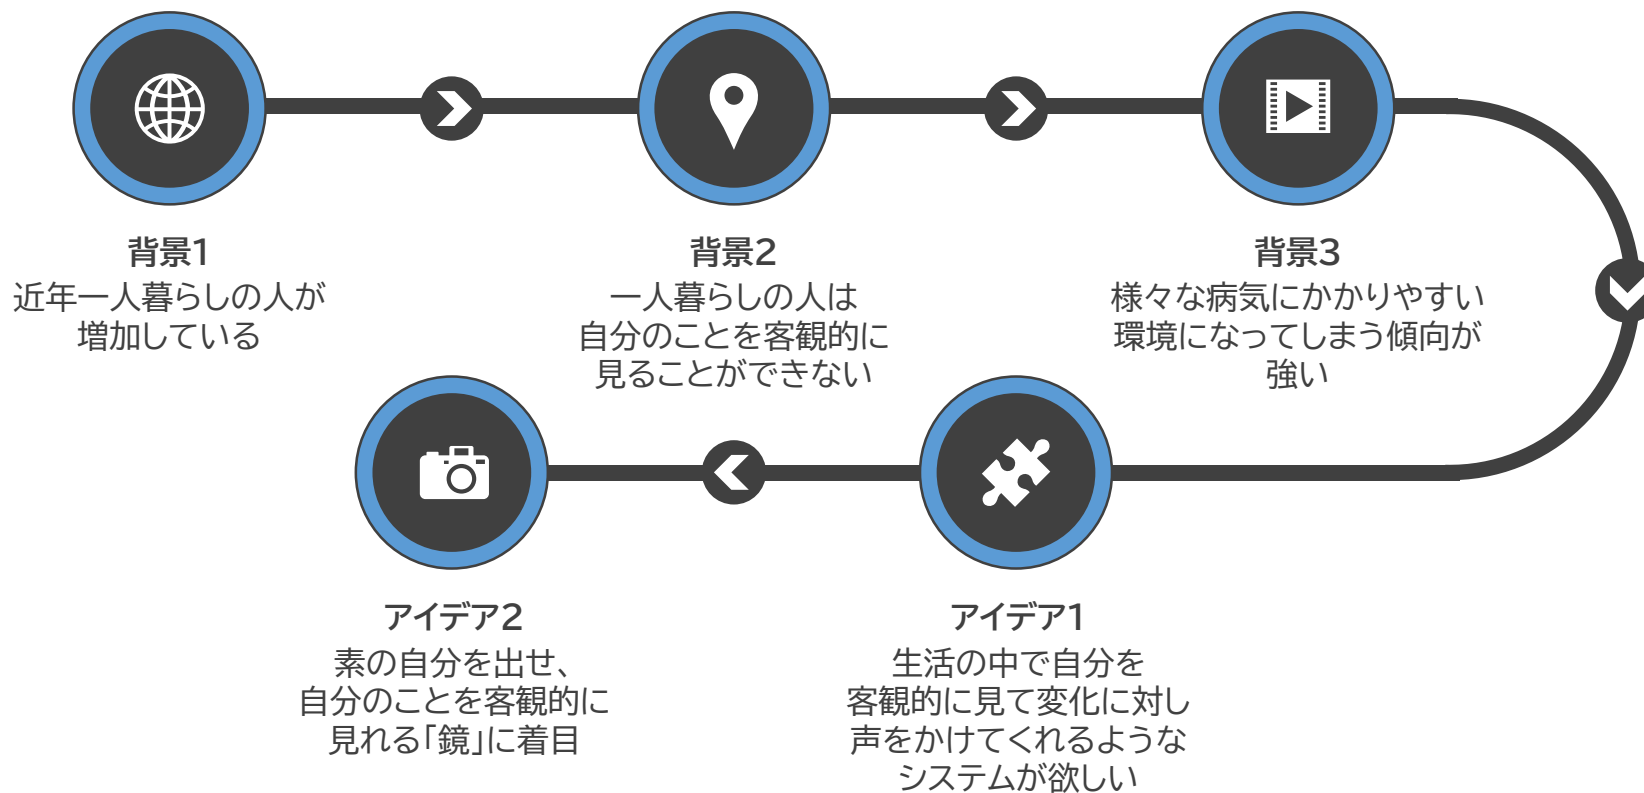 背景1
近年一人暮らしの人が
増加している
背景2
一人暮らしの人は
自分のことを客観的に
見ることができない
背景3
様々な病気にかかりやすい
環境になってしまう傾向が
強い
アイデア1
生活の中で自分を
客観的に見て変化に対し
声をかけてくれるような
システムが欲しい
アイデア2
素の自分を出せ、
自分のことを客観的に
見れる「鏡」に着目